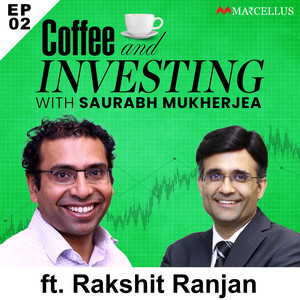 EP
02
MARCELLUS
Coffee and
INVESTING
WITH SAURABH MUKHERJEA
ft. Rakshit Ranjan